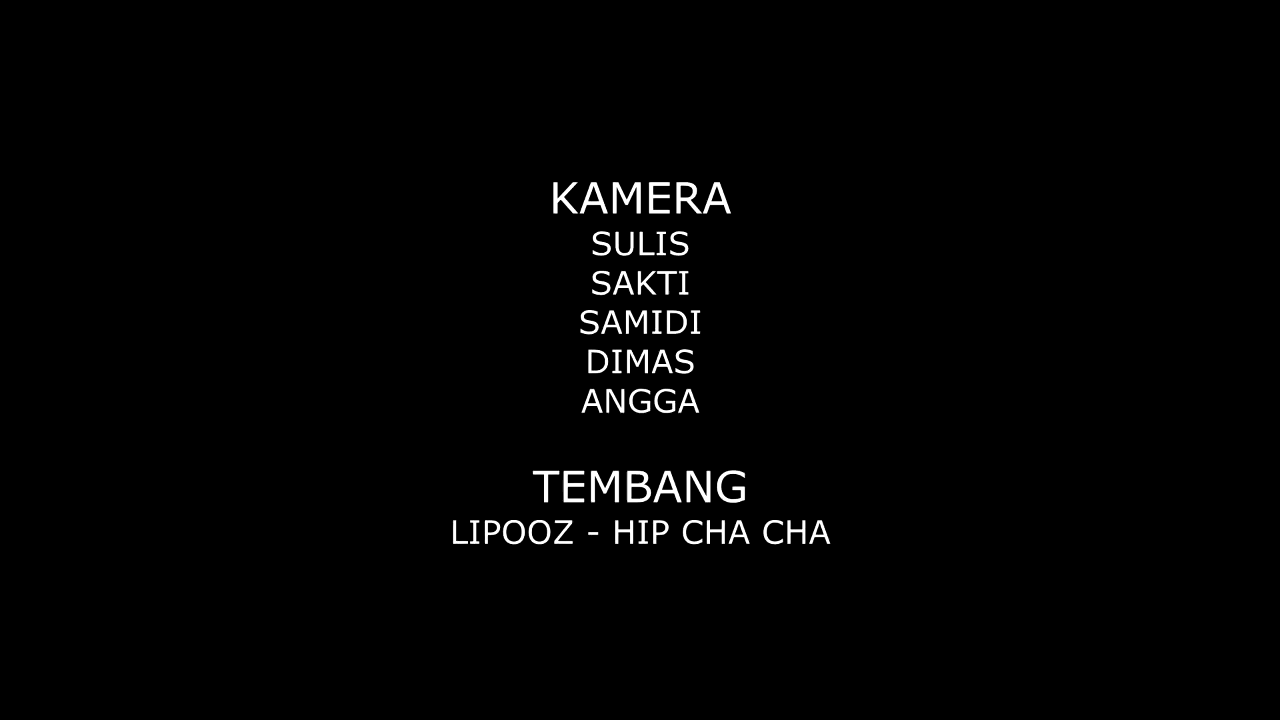 KAMERA
SULIS
SAKTI
SAMIDI
DIMAS
ANGGA
TEMBANG
LIPOOZ - HIP CHA CHA